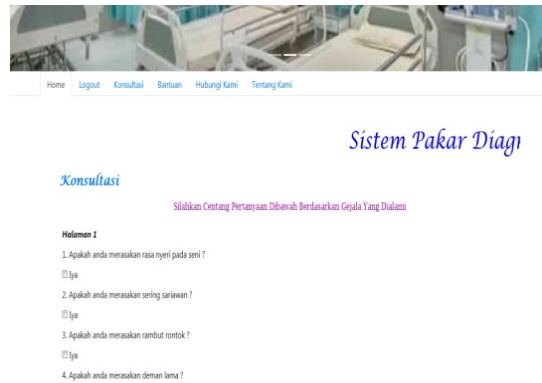 Home Logout Konsultasi Bantuan Hubungi Kami Tentang Kami
Sistem Pakar Diagn
Konsultasi
Silahkan Centang Pertanyaan Dibawah Berdasarkan Gejala Yang Dialami
Halaman 1
1. Apakah anda merasakan rasa nyeri pada seni ?
Iya
2. Apakah anda merasakan sering sariawan ?
Iya
3. Apakah anda merasakan rambut rontok ?
Iya
4. Apakah anda merasakan deman lama ?